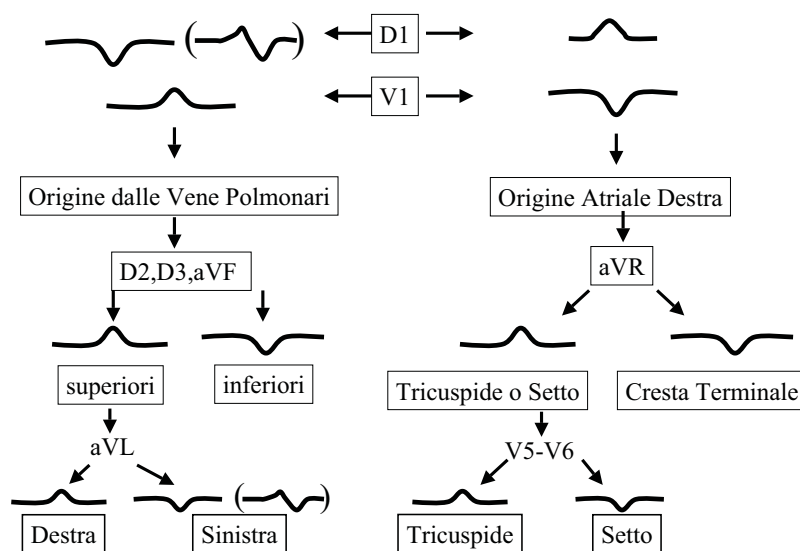 D1
V1
Origine dalle Vene Polmonari
Origine Atriale Destra
D2,D3,aVF
aVR
superiori
inferiori
Tricuspide o Setto
Cresta Terminale
aVL
V5-V6
Destra
Sinistra
Tricuspide
Setto